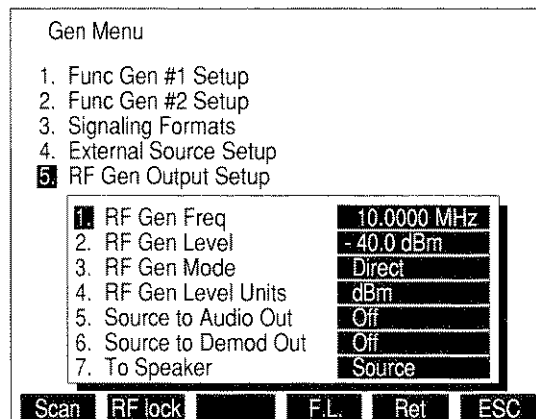 Gen Menu
1. Func Gen #1 Setup
2. Func Gen #2 Setup
3. Signaling Formats
4. External Source Setup
5. RF Gen Output Setup
1. RF Gen Freq 10.0000 MHz
2. RF Gen Level - 40.0 dBm
3. RF Gen Mode Direct
4. RF Gen Level Units dBm
5. Source to Audio Out Off
6. Source to Demod Out Off
7. To Speaker Source
Scan RF lock F.L. Ret ESC